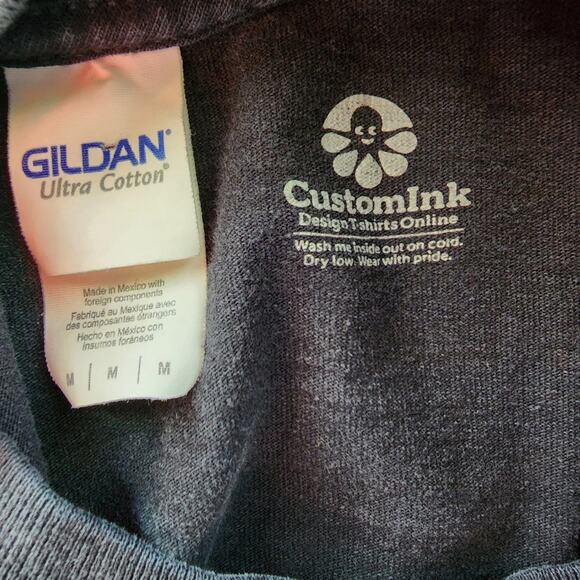 GILDAN®
Ultra Cotton®
Made in Mexico with
foreign components
Fabriqué au Mexique avec
des composantes étrangers
Hecho en México con
insumos foráneos
M | M | M
CustomInk
Design T-shirts Online
Wash me inside out on cold.
Dry low. Wear with pride.